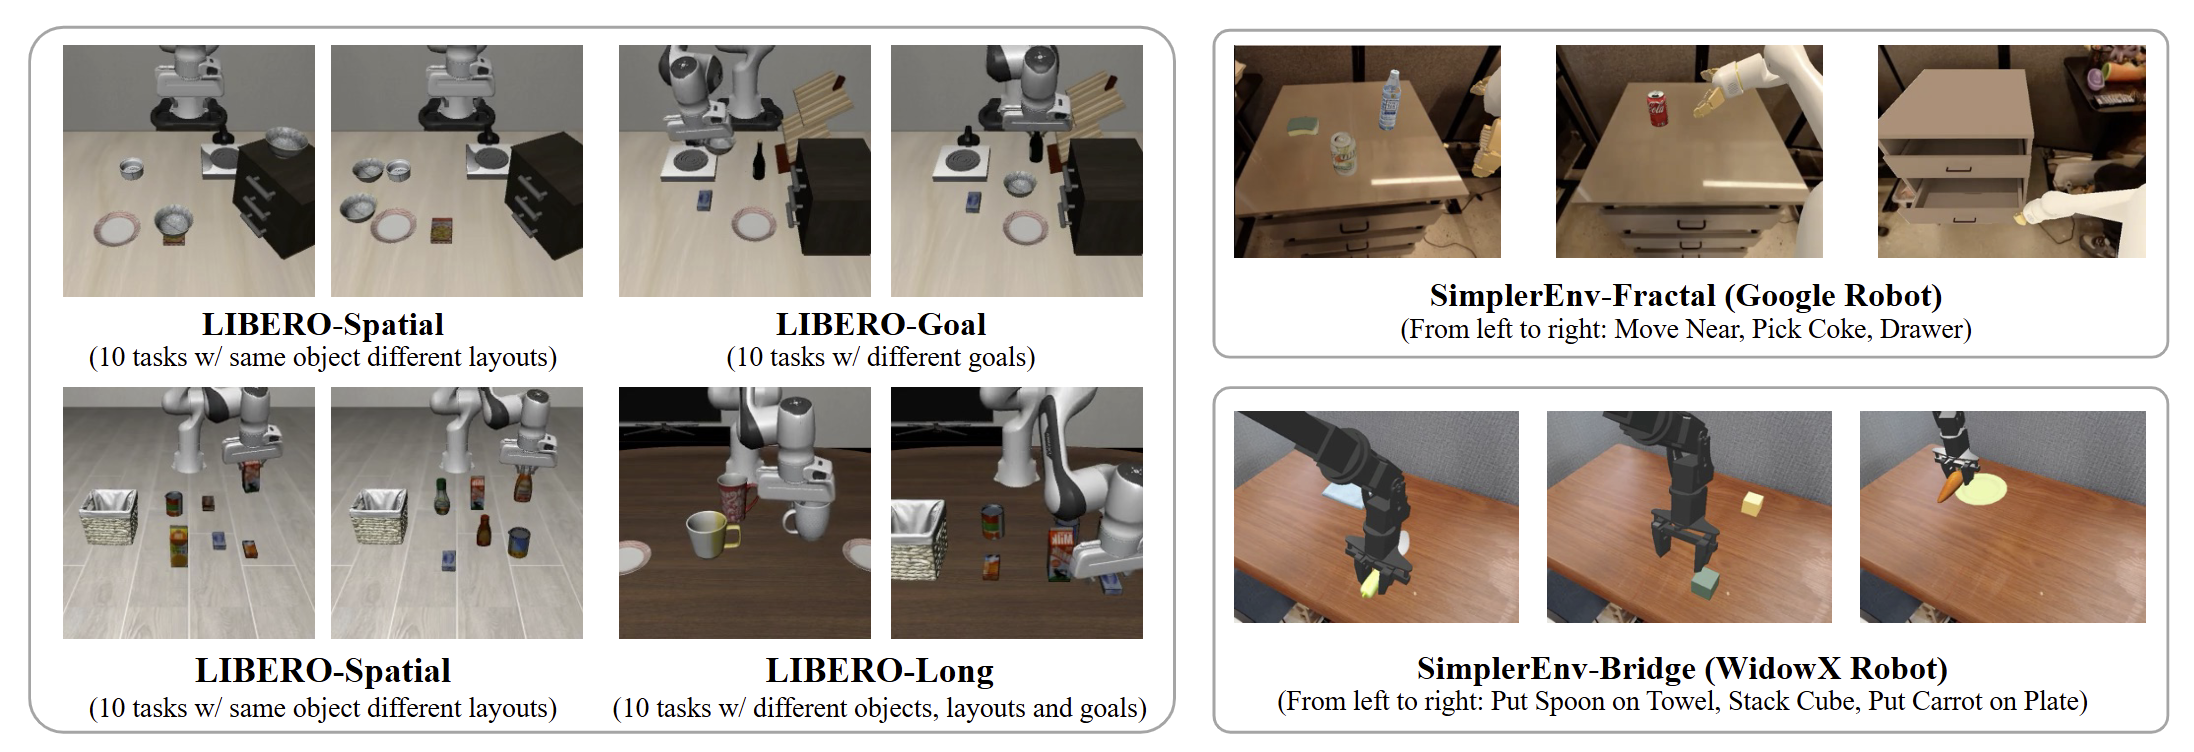 LIBERO-Spatial
(10 tasks w/ same object different layouts)
LIBERO-Goal
(10 tasks w/ different goals)
LIBERO-Spatial
(10 tasks w/ same object different layouts)
LIBERO-Long
(10 tasks w/ different objects, layouts and goals)
SimplerEnv-Fractal (Google Robot)
(From left to right: Move Near, Pick Coke, Drawer)
SimplerEnv-Bridge (WidowX Robot)
(From left to right: Put Spoon on Towel, Stack Cube, Put Carrot on Plate)